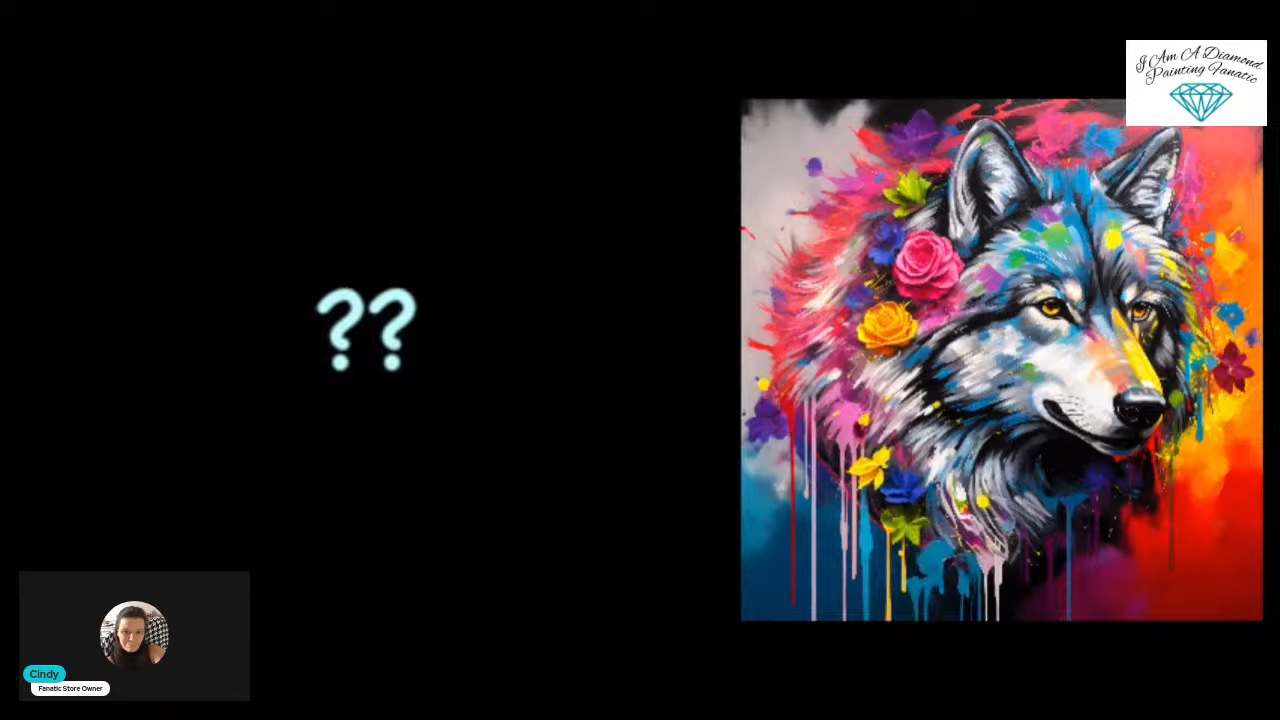 I Am A Diamond
Painting Fanatic
??
Cindy
Fanatic Store Owner